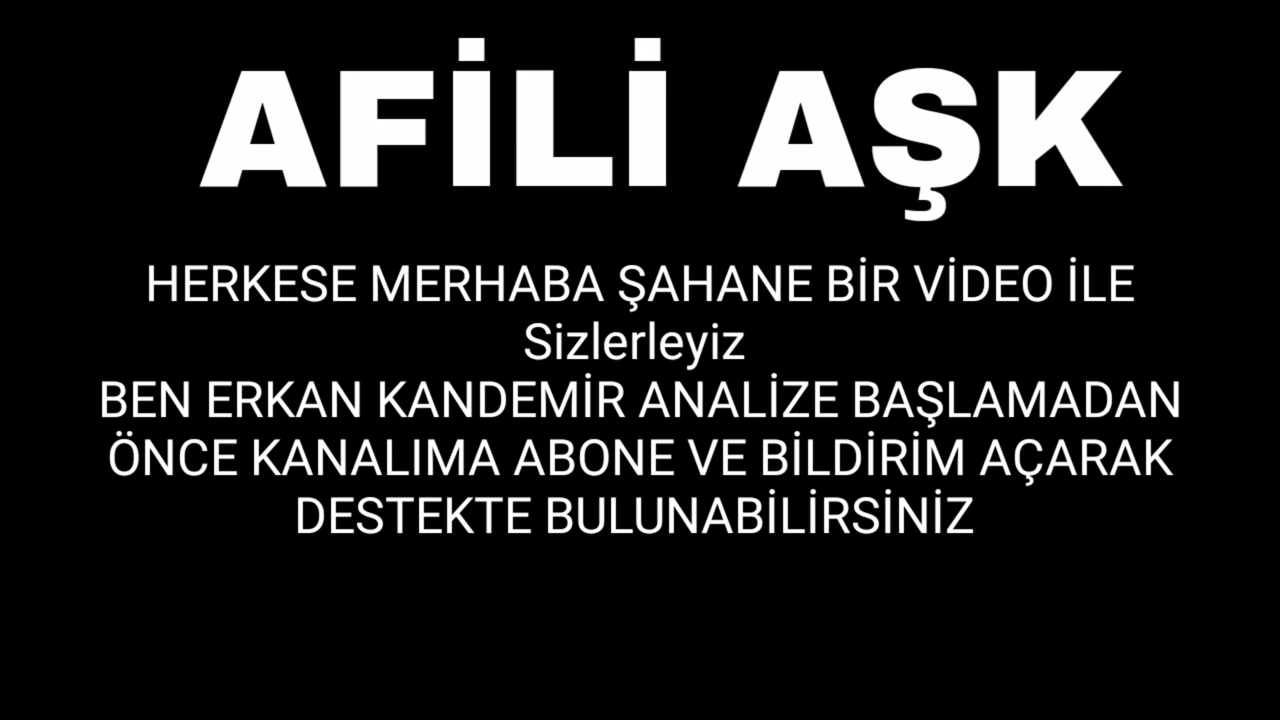 AFİLİ AŞK
HERKESE MERHABA ŞAHANE BİR VİDEO İLE
Sizlerleyiz
BEN ERKAN KANDEMİR ANALİZE BAŞLAMADAN
ÖNCE KANALIMA ABONE VE BİLDİRİM AÇARAK
DESTEKTE BULUNABİLİRSİNİZ